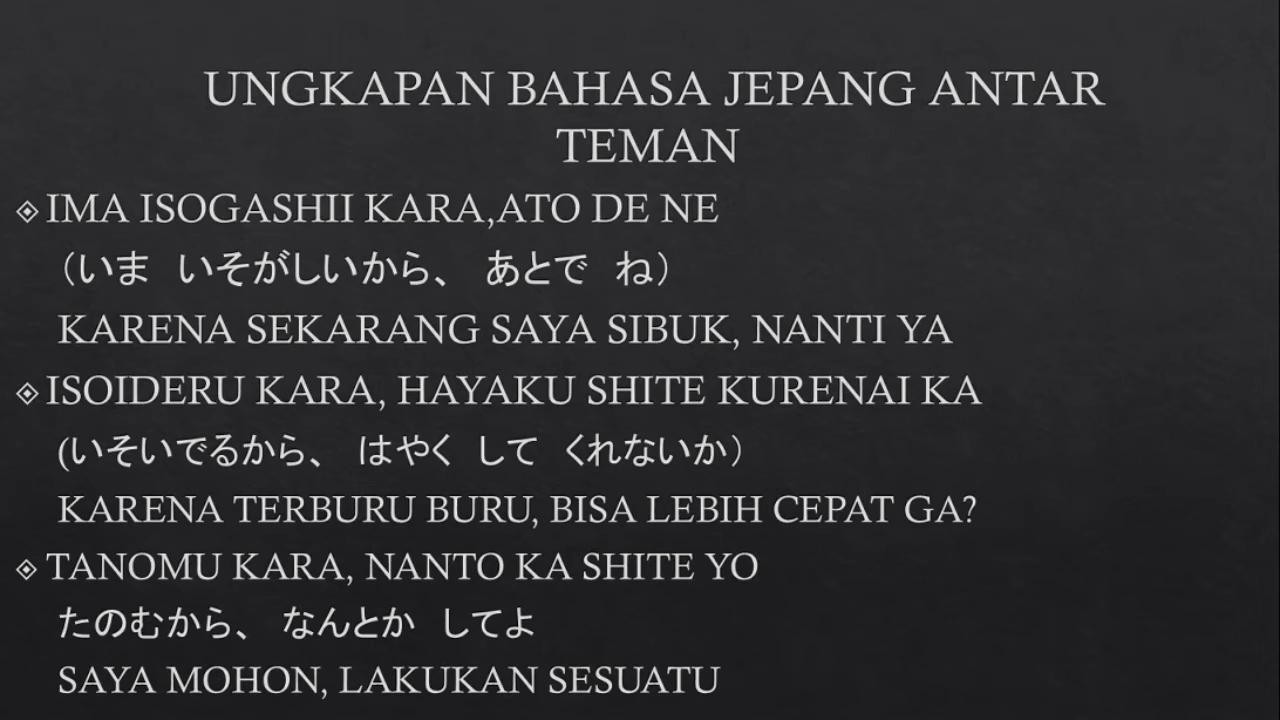 UNGKAPAN BAHASA JEPANG ANTAR
TEMAN
IMA ISOGASHII KARA,ATO DE NE
（いま　いそがしいから、　あとで　ね）
KARENA SEKARANG SAYA SIBUK, NANTI YA
ISOIDERU KARA, HAYAKU SHITE KURENAI KA
(いそいでるから、　はやく　して　くれないか）
KARENA TERBURU BURU, BISA LEBIH CEPAT GA?
TANOMU KARA, NANTO KA SHITE YO
たのむから、　なんとか　してよ
SAYA MOHON, LAKUKAN SESUATU